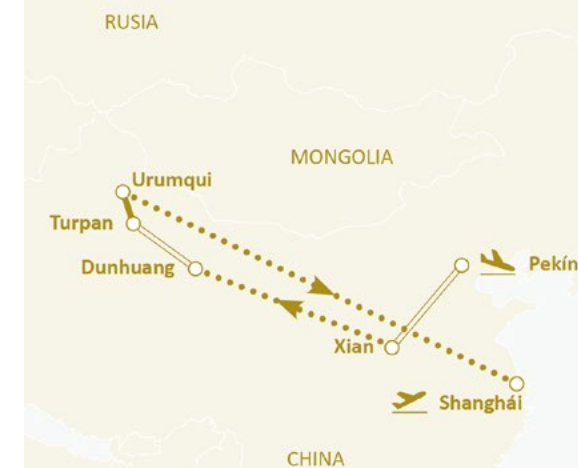 RUSIA
MONGOLIA
Urumqui
Turpan
Dunhuang
Pekín
Xian
Shanghái
CHINA